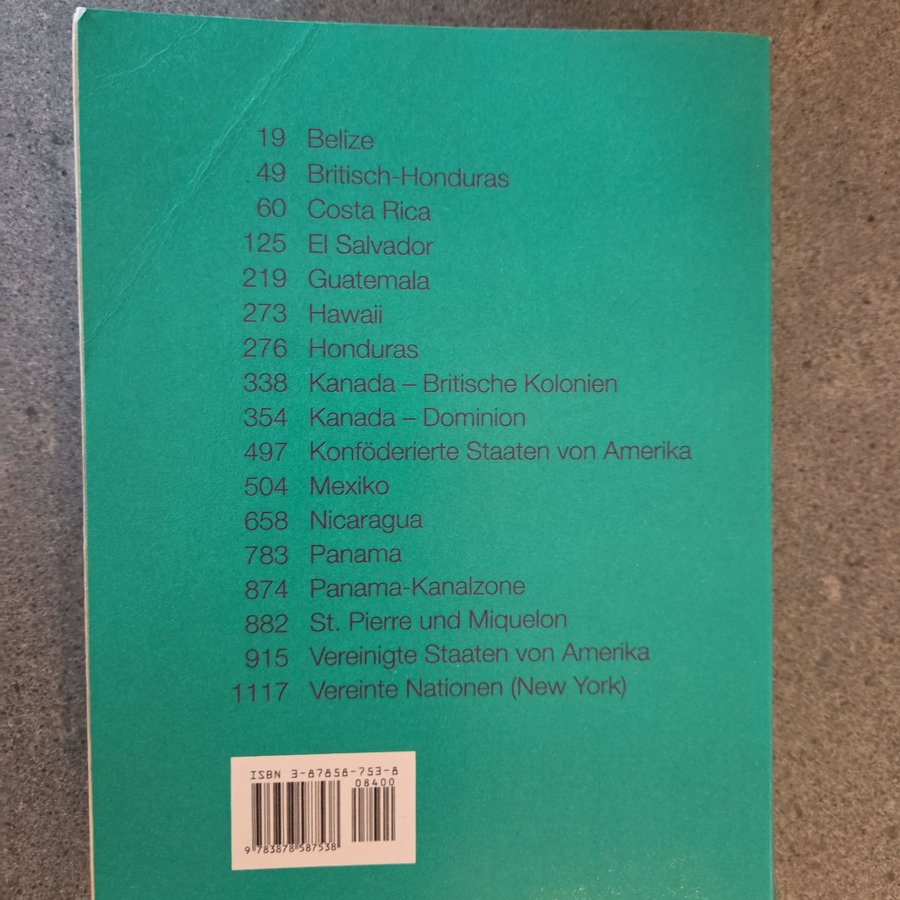 19 Belize
49 Britisch-Honduras
60 Costa Rica
125 El Salvador
219 Guatemala
273 Hawaii
276 Honduras
338 Kanada – Britische Kolonien
354 Kanada – Dominion
497 Konföderierte Staaten von Amerika
504 Mexiko
658 Nicaragua
783 Panama
874 Panama-Kanalzone
882 St. Pierre und Miquelon
915 Vereinigte Staaten von Amerika
1117 Vereinte Nationen (New York)
ISBN 3-87858-753-8
08400
9 783878 587538